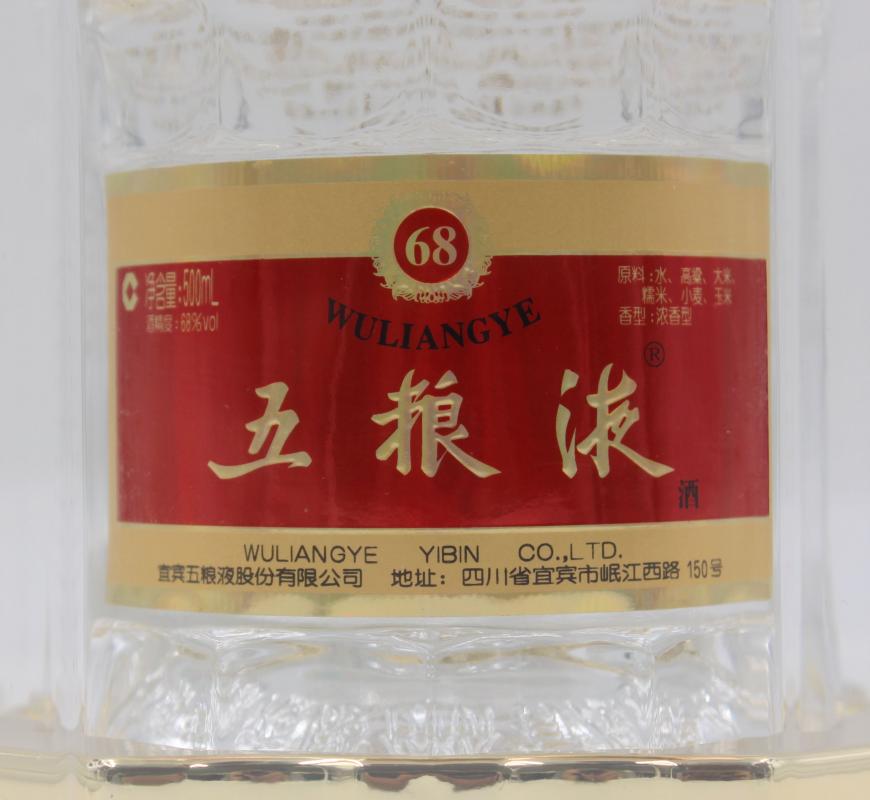 68
净含量:500mL
酒精度:68%vol
原料:水、高粱、大米、
糯米、小麦、玉米
香型:浓香型
WULIANGYE
五粮液®
酒
WULIANGYE YIBIN CO.,LTD.
宜宾五粮液股份有限公司 地址: 四川省宜宾市岷江西路 150号